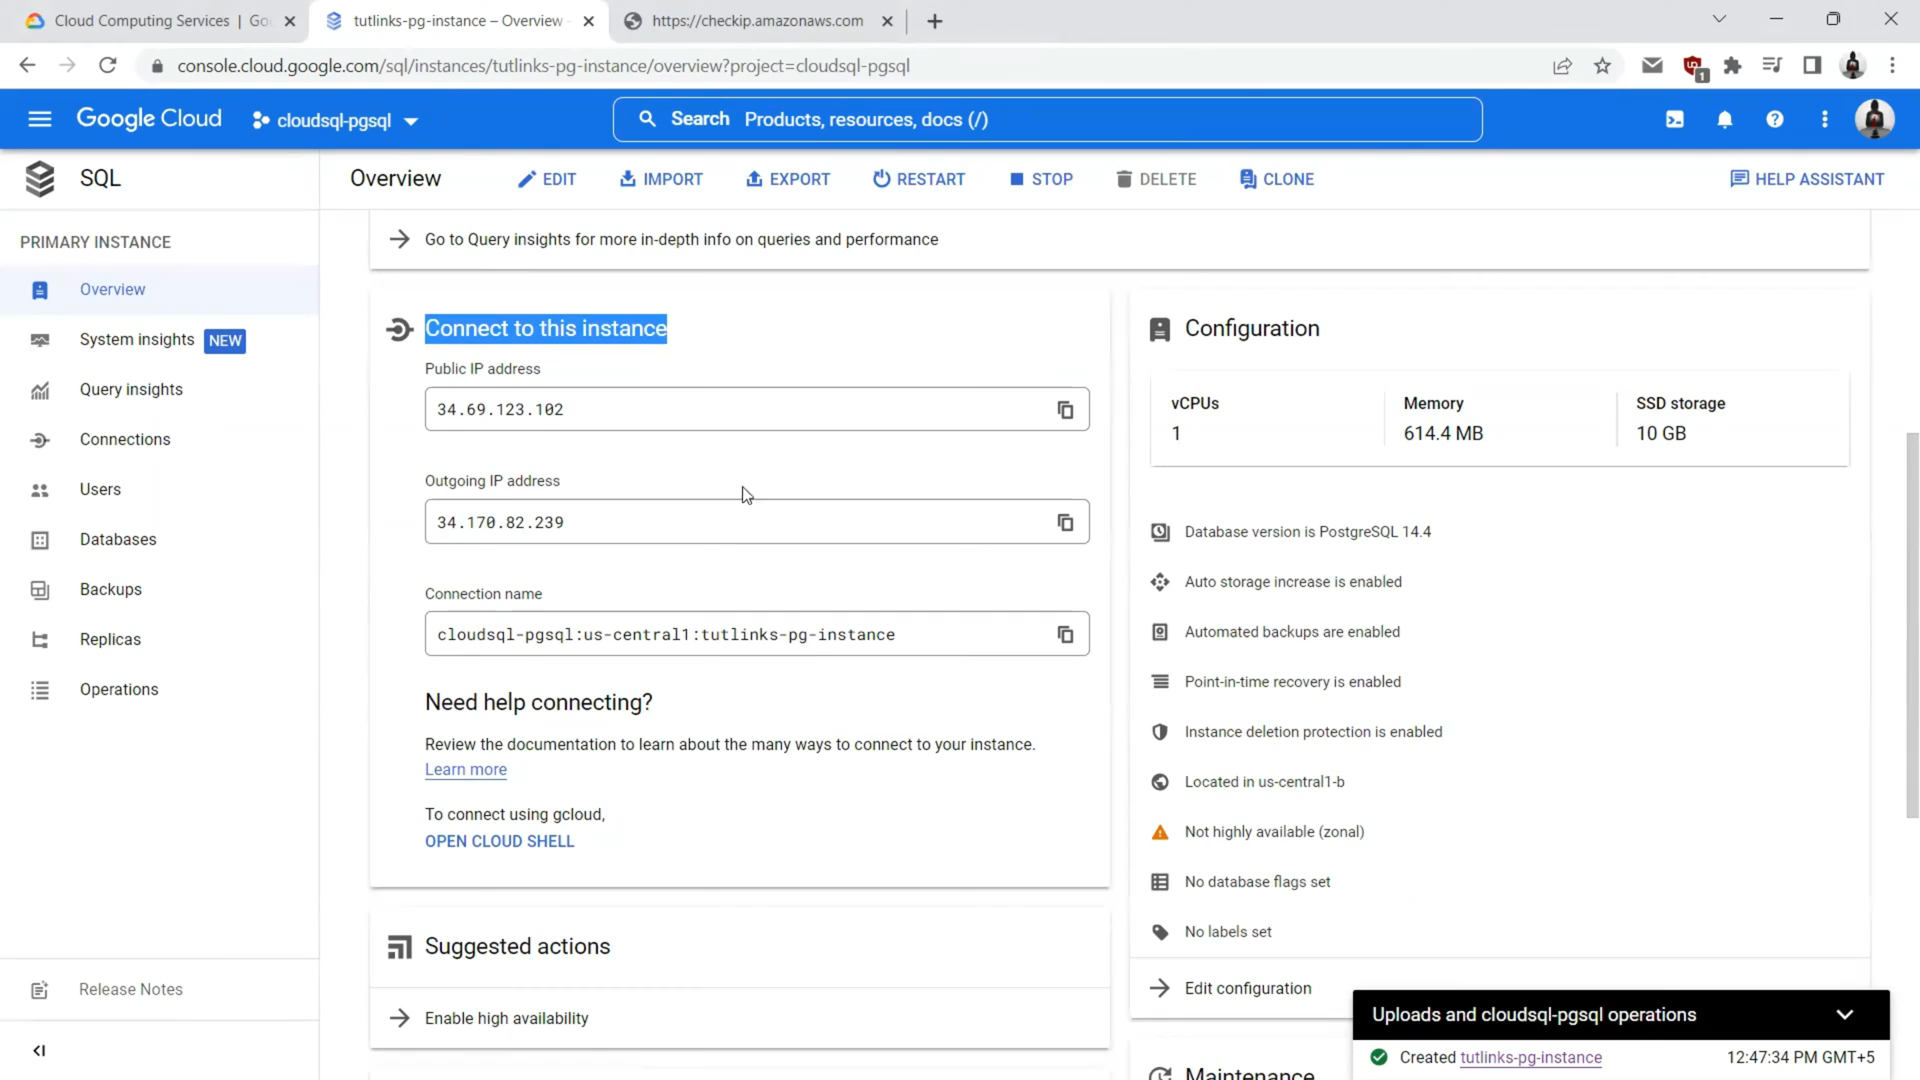 Cloud Computing Services | Go
tutlinks-pg-instance – Overview
https://checkip.amazonaws.com
console.cloud.google.com/sql/instances/tutlinks-pg-instance/overview?project=cloudsql-pgsql
1
Google Cloud
cloudsql-pgsql
Search Products, resources, docs (/)
SQL
Overview
EDIT
IMPORT
EXPORT
RESTART
STOP
DELETE
CLONE
HELP ASSISTANT
PRIMARY INSTANCE
Overview
System insights NEW
Query insights
Connections
Users
Databases
Backups
Replicas
Operations
Release Notes
Go to Query insights for more in-depth info on queries and performance
Connect to this instance
Public IP address
34.69.123.102
Outgoing IP address
34.170.82.239
Connection name
cloudsql-pgsql:us-central1:tutlinks-pg-instance
Need help connecting?
Review the documentation to learn about the many ways to connect to your instance.
Learn more
To connect using gcloud,
OPEN CLOUD SHELL
Suggested actions
Enable high availability
Configuration
vCPUs
1
Memory
614.4 MB
SSD storage
10 GB
Database version is PostgreSQL 14.4
Auto storage increase is enabled
Automated backups are enabled
Point-in-time recovery is enabled
Instance deletion protection is enabled
Located in us-central1-b
Not highly available (zonal)
No database flags set
No labels set
Edit configuration
Maintenance
Uploads and cloudsql-pgsql operations
Created tutlinks-pg-instance
12:47:34 PM GMT+5